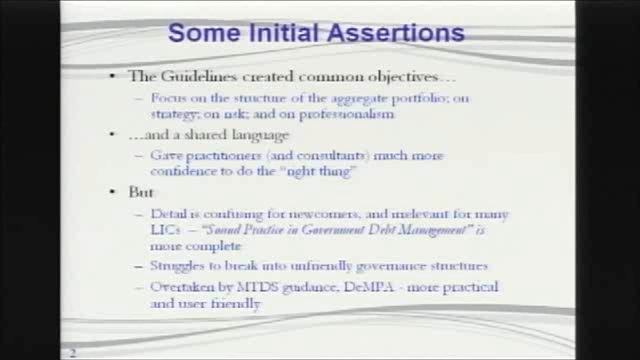 Some Initial Assertions
• The Guidelines created common objectives…
– Focus on the structure of the aggregate portfolio; on
strategy; on risk; and on professionalism
• …and a shared language
– Gave practitioners (and consultants) much more
confidence to do the “right thing”
• But
– Detail is confusing for newcomers, and irrelevant for many
LICs – “Sound Practice in Government Debt Management” is
more complete
– Struggles to break into unfriendly governance structures
– Overtaken by MTDS guidance, DeMPA - more practical
and user friendly
2